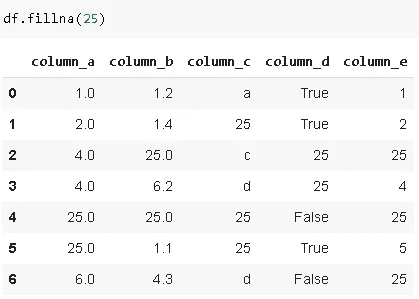 df.fillna(25)
column_a column_b column_c column_d column_e
0 1.0 1.2 a True 1
1 2.0 1.4 25 True 2
2 4.0 25.0 c 25 25
3 4.0 6.2 d 25 4
4 25.0 25.0 25 False 25
5 25.0 1.1 25 True 5
6 6.0 4.3 d False 25